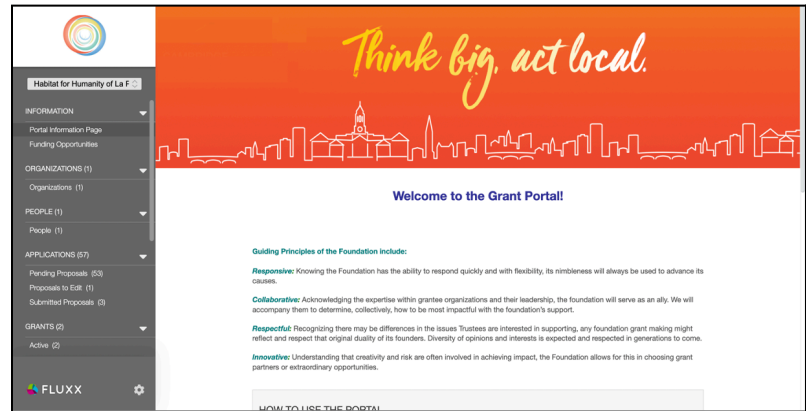 Think big, act local.
Habitat for Humanity of La F
INFORMATION
Portal Information Page
Funding Opportunities
ORGANIZATIONS (1)
Organizations (1)
PEOPLE (1)
People (1)
APPLICATIONS (57)
Pending Proposals (53)
Proposals to Edit (1)
Submitted Proposals (3)
GRANTS (2)
Active (2)
FLUXX
Welcome to the Grant Portal!
Guiding Principles of the Foundation include:
Responsive: Knowing the Foundation has the ability to respond quickly and with flexibility, its nimbleness will always be used to advance its
causes.
Collaborative: Acknowledging the expertise within grantee organizations and their leadership, the foundation will serve as an ally. We will
accompany them to determine, collectively, how to be most impactful with the foundation's support.
Respectful: Recognizing there may be differences in the issues Trustees are interested in supporting, any foundation grant making might
reflect and respect that original duality of its founders. Diversity of opinions and interests is expected and respected in generations to come.
Innovative: Understanding that creativity and risk are often involved in achieving impact, the Foundation allows for this in choosing grant
partners or extraordinary opportunities.
HOW TO USE THE PORTAL